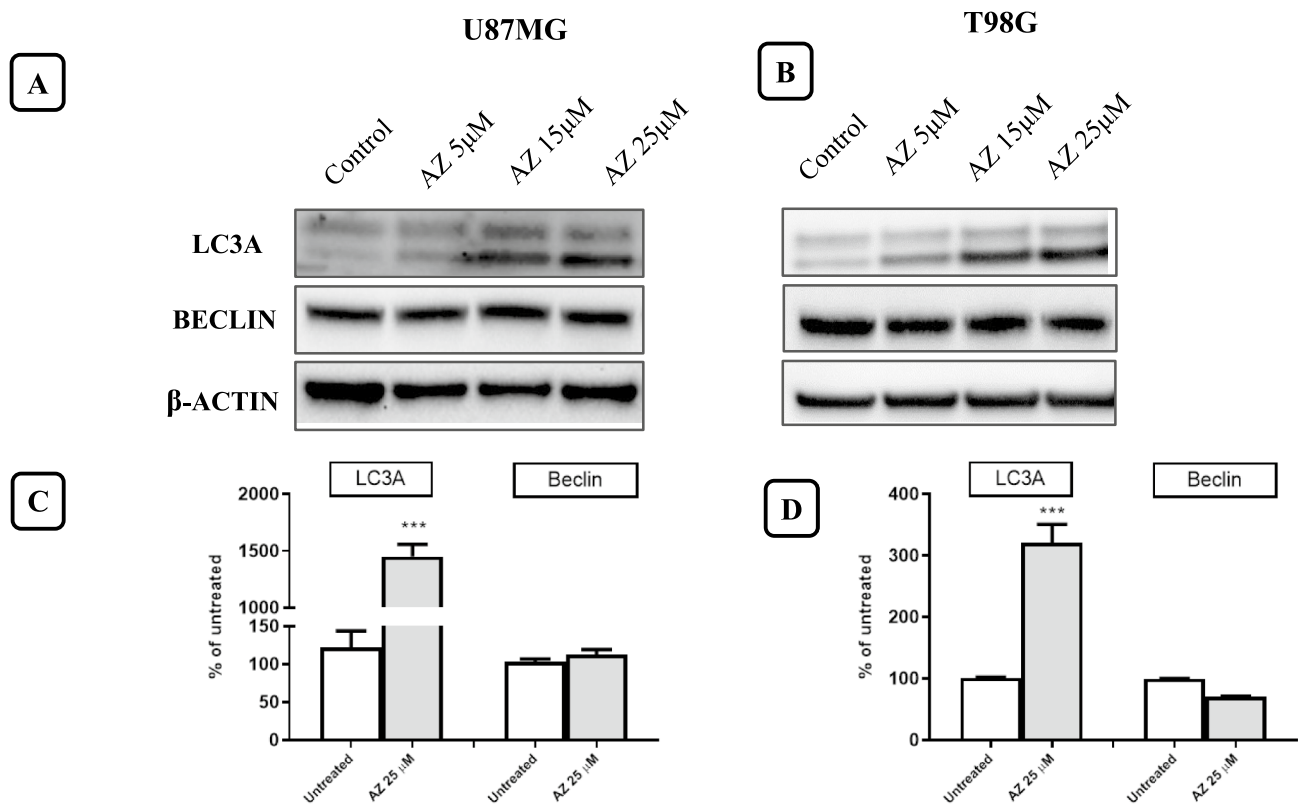 U87MG
T98G
A
B
Control
AZ 5µM
AZ 15µM
AZ 25µM
Control
AZ 5µM
AZ 15µM
AZ 25µM
LC3A
BECLIN
β-ACTIN
C
LC3A
Beclin
% of untreated
2000
1500
1000
150
100
50
0
***
Untreated
AZ 25 µM
Untreated
AZ 25 µM
D
LC3A
Beclin
% of untreated
400
300
200
100
0
***
Untreated
AZ 25 µM
Untreated
AZ 25 µM